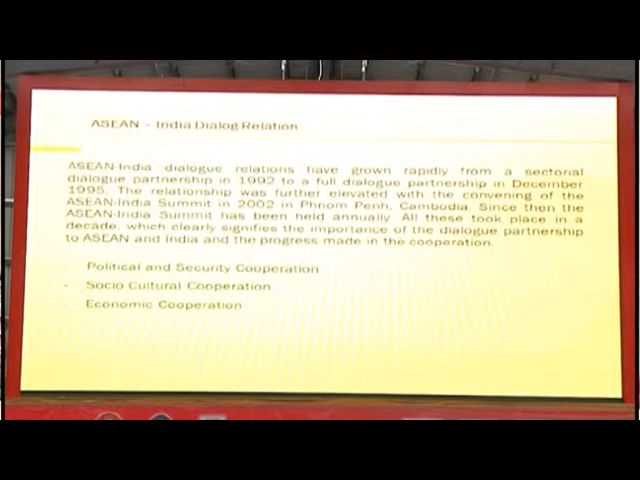 ASEAN – India Dialog Relation
ASEAN-India dialogue relations have grown rapidly from a sectorial
dialogue partnership in 1992 to a full dialogue partnership in December
1995. The relationship was further elevated with the convening of the
ASEAN-India Summit in 2002 in Phnom Penh, Cambodia. Since then the
ASEAN-India Summit has been held annually. All these took place in a
decade, which clearly signifies the importance of the dialogue partnership
to ASEAN and India and the progress made in the cooperation.
Political and Security Cooperation
Socio Cultural Cooperation
Economic Cooperation